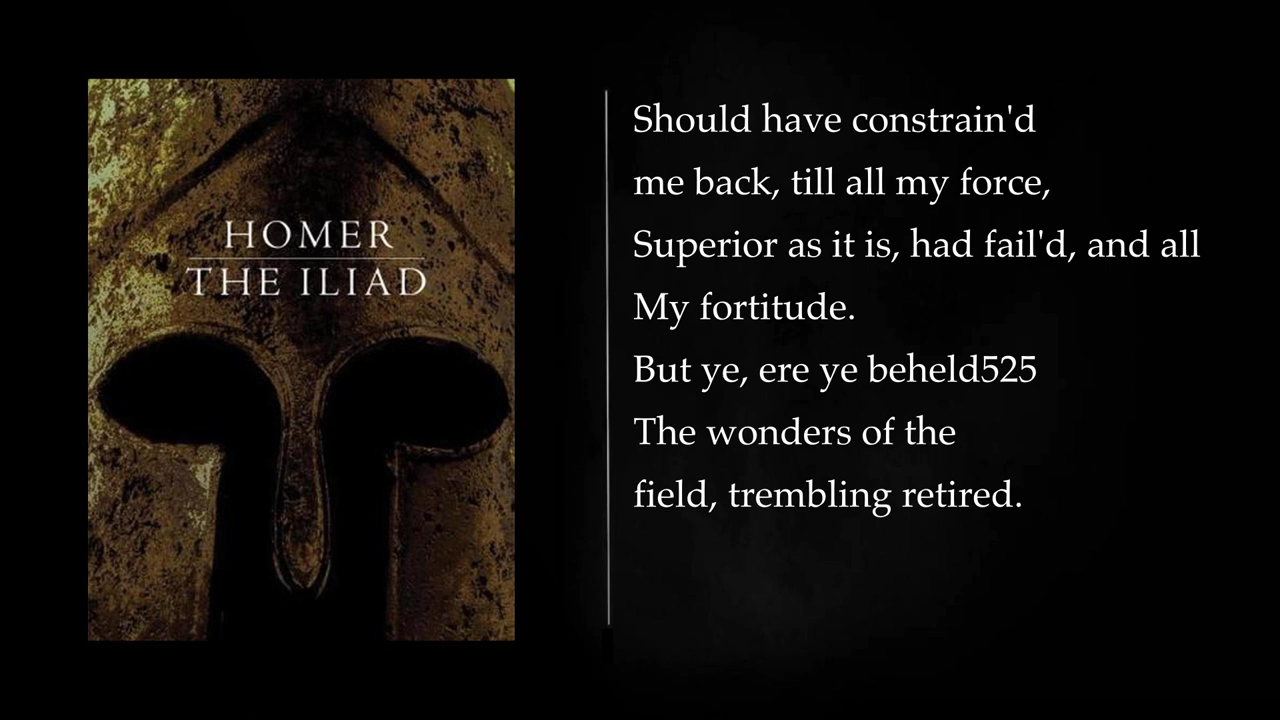 HOMER
THE ILIAD
Should have constrain'd
me back, till all my force,
Superior as it is, had fail'd, and all
My fortitude.
But ye, ere ye beheld525
The wonders of the
field, trembling retired.